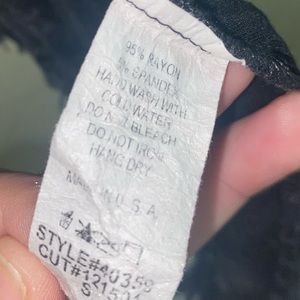 95% RAYON
5% SPANDEX
HAND WASH WITH
COLD WATER
DO NOT BLEACH
DO NOT IRON
HANG DRY
MADE IN U.S.A.
STYLE#40359
CUT#
S